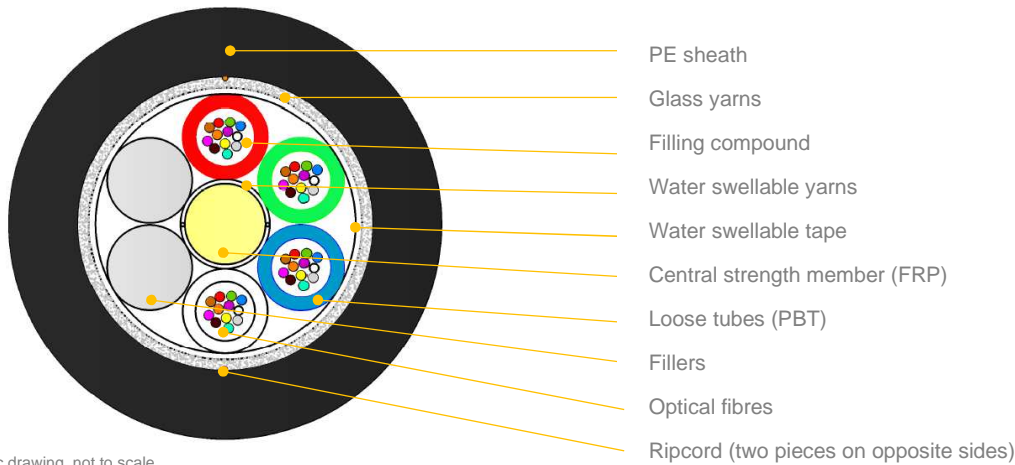 PE sheath
Glass yarns
Filling compound
Water swellable yarns
Water swellable tape
Central strength member (FRP)
Loose tubes (PBT)
Fillers
Optical fibres
Ripcord (two pieces on opposite sides)
drawing, not to scale